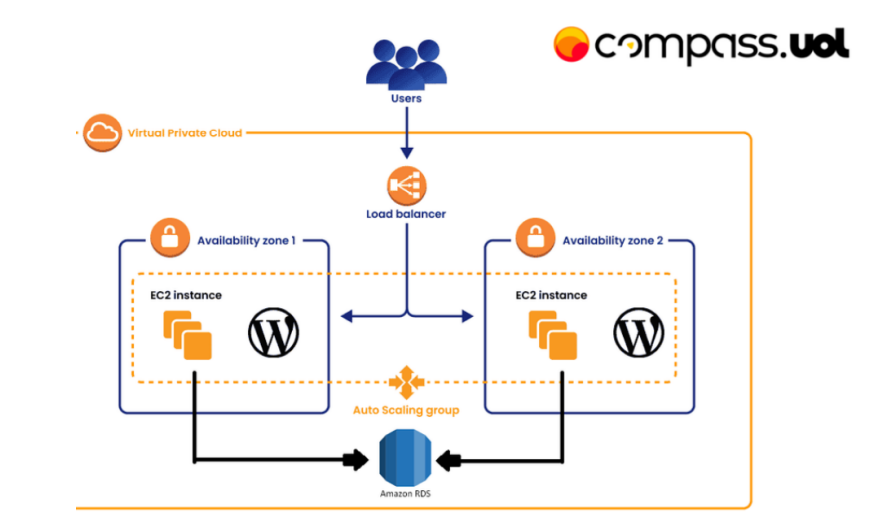 compass.uol
Users
Virtual Private Cloud
Load balancer
Availability zone 1
Availability zone 2
EC2 instance
EC2 instance
Auto Scaling group
Amazon RDS